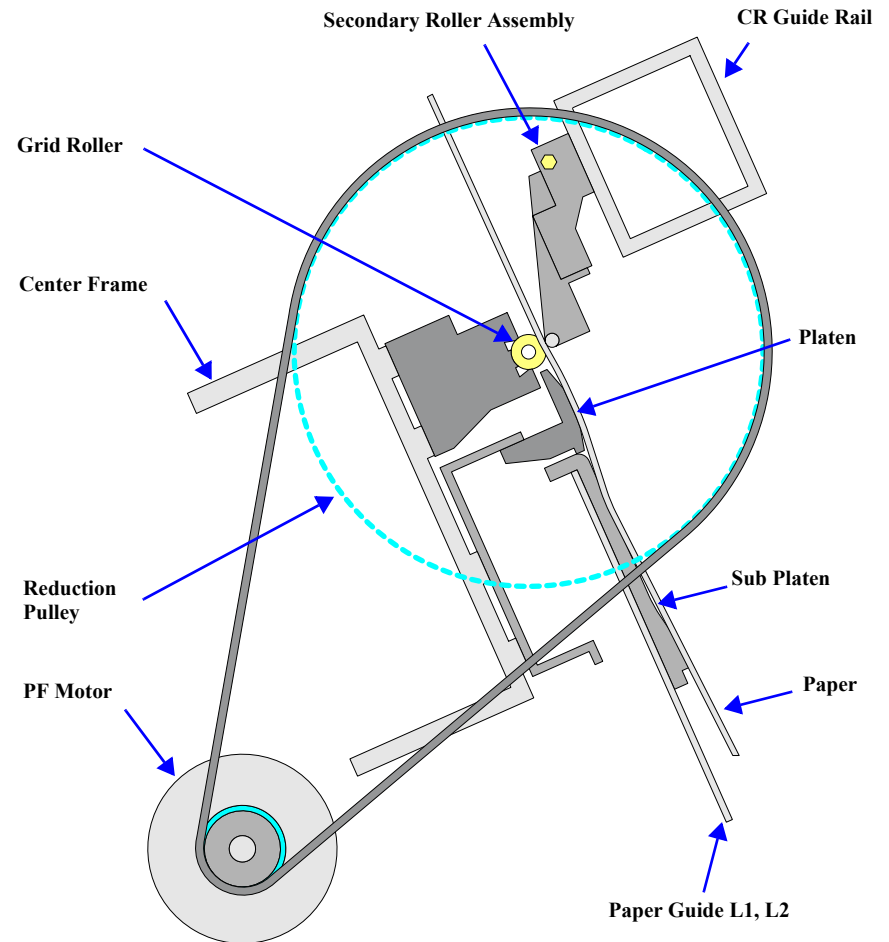 Secondary Roller Assembly
CR Guide Rail
Grid Roller
Center Frame
Platen
Reduction
Pulley
Sub Platen
PF Motor
Paper
Paper Guide L1, L2